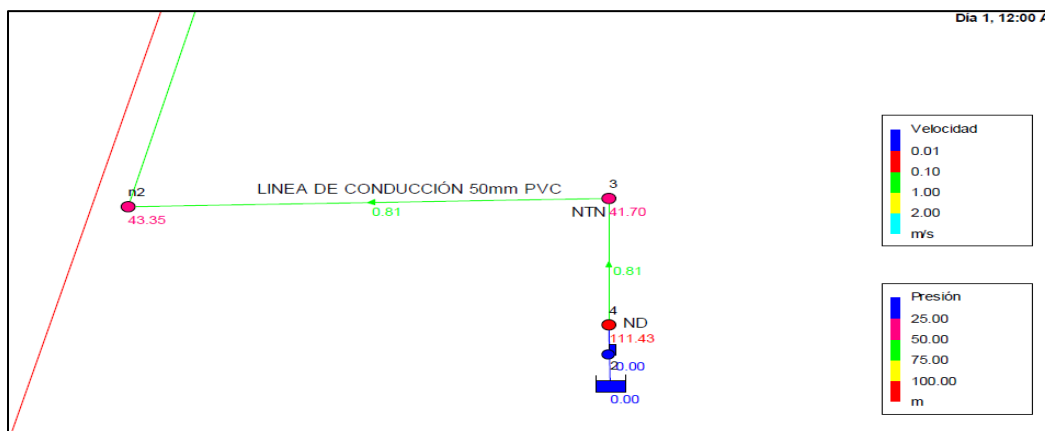 Día 1, 12:00 A
Velocidad
0.01
0.10
1.00
2.00
m/s
n2
LINEA DE CONDUCCIÓN 50mm PVC
3
43.35
0.81
NTN
41.70
0.81
4
ND
111.43
2
0.00
0.00
Presión
25.00
50.00
75.00
100.00
m